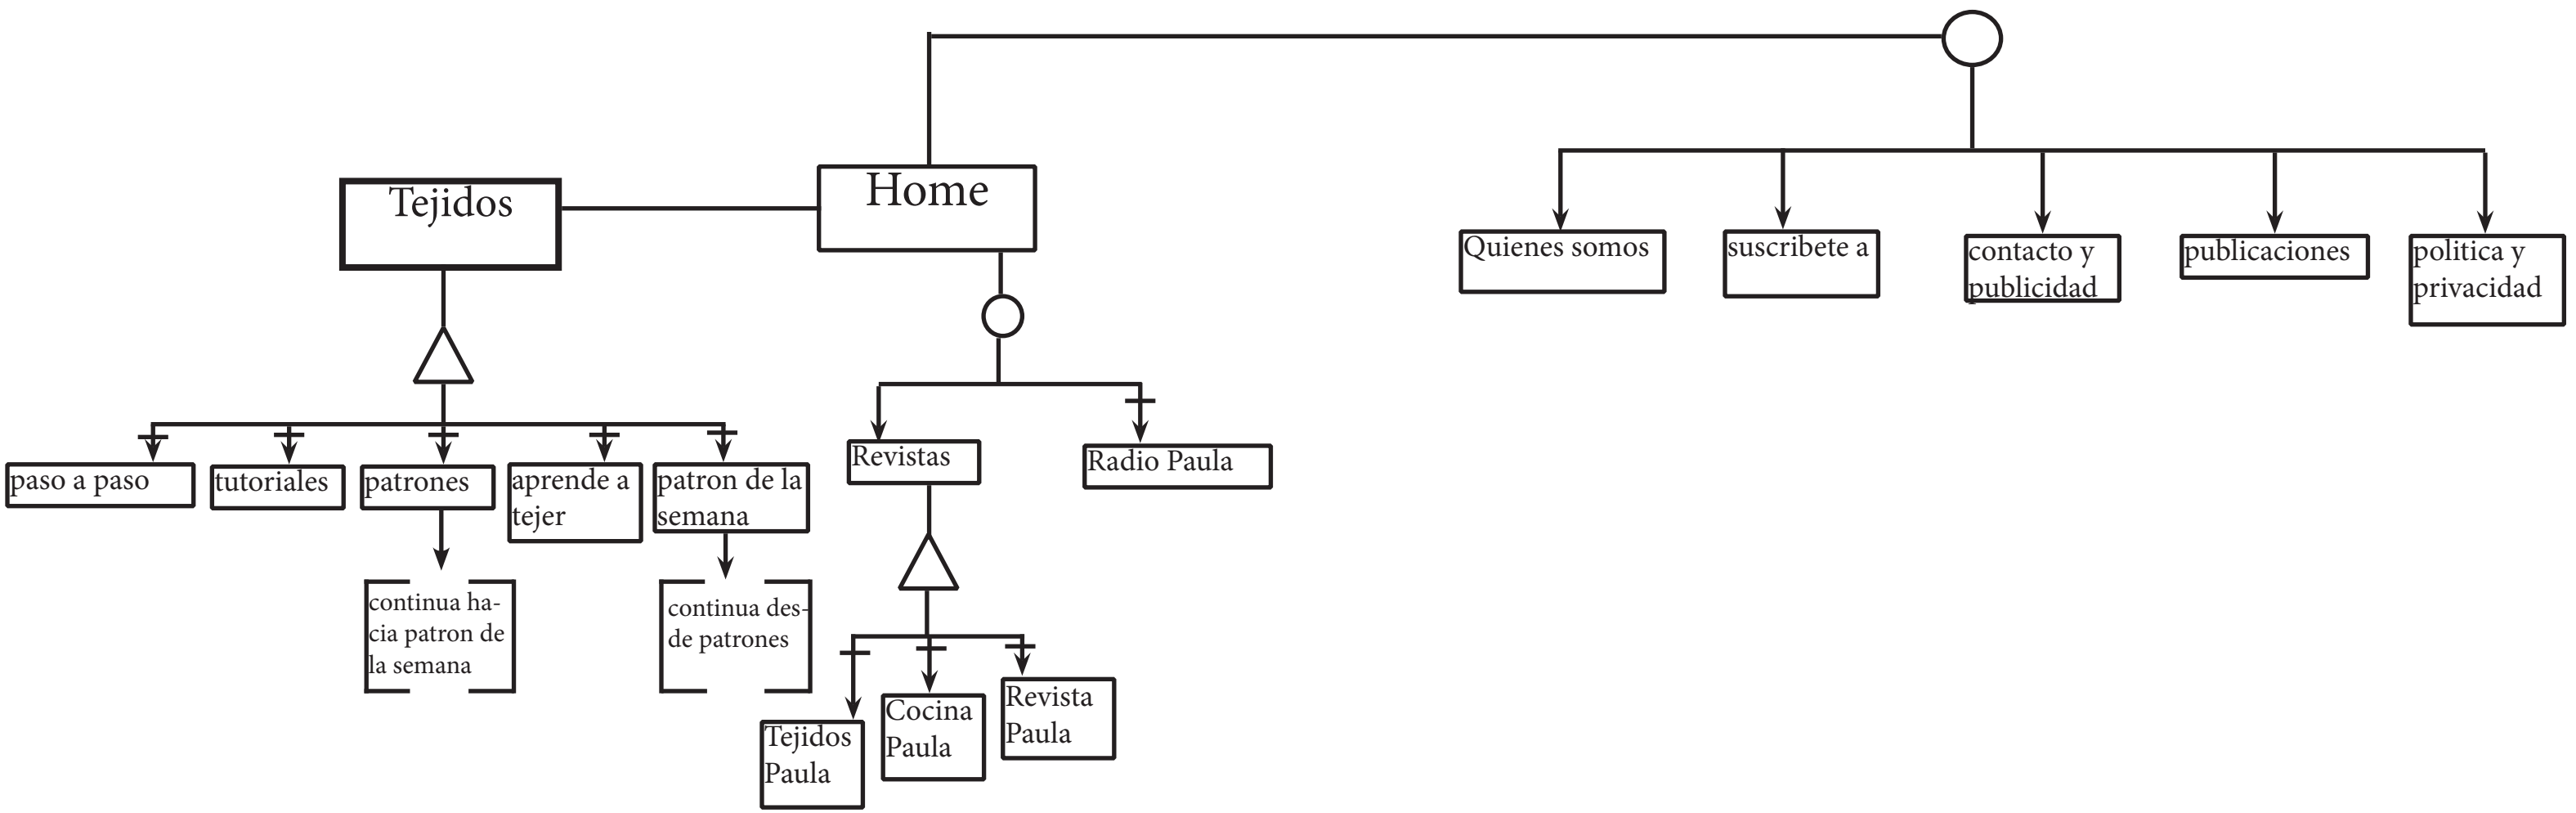 Home
Tejidos
Quienes somos
suscribete a
contacto y
publicidad
publicaciones
politica y
privacidad
paso a paso
tutoriales
patrones
aprende a
tejer
patron de la
semana
Revistas
Radio Paula
continua ha-
cia patron de
la semana
continua des-
de patrones
Tejidos
Paula
Cocina
Paula
Revista
Paula